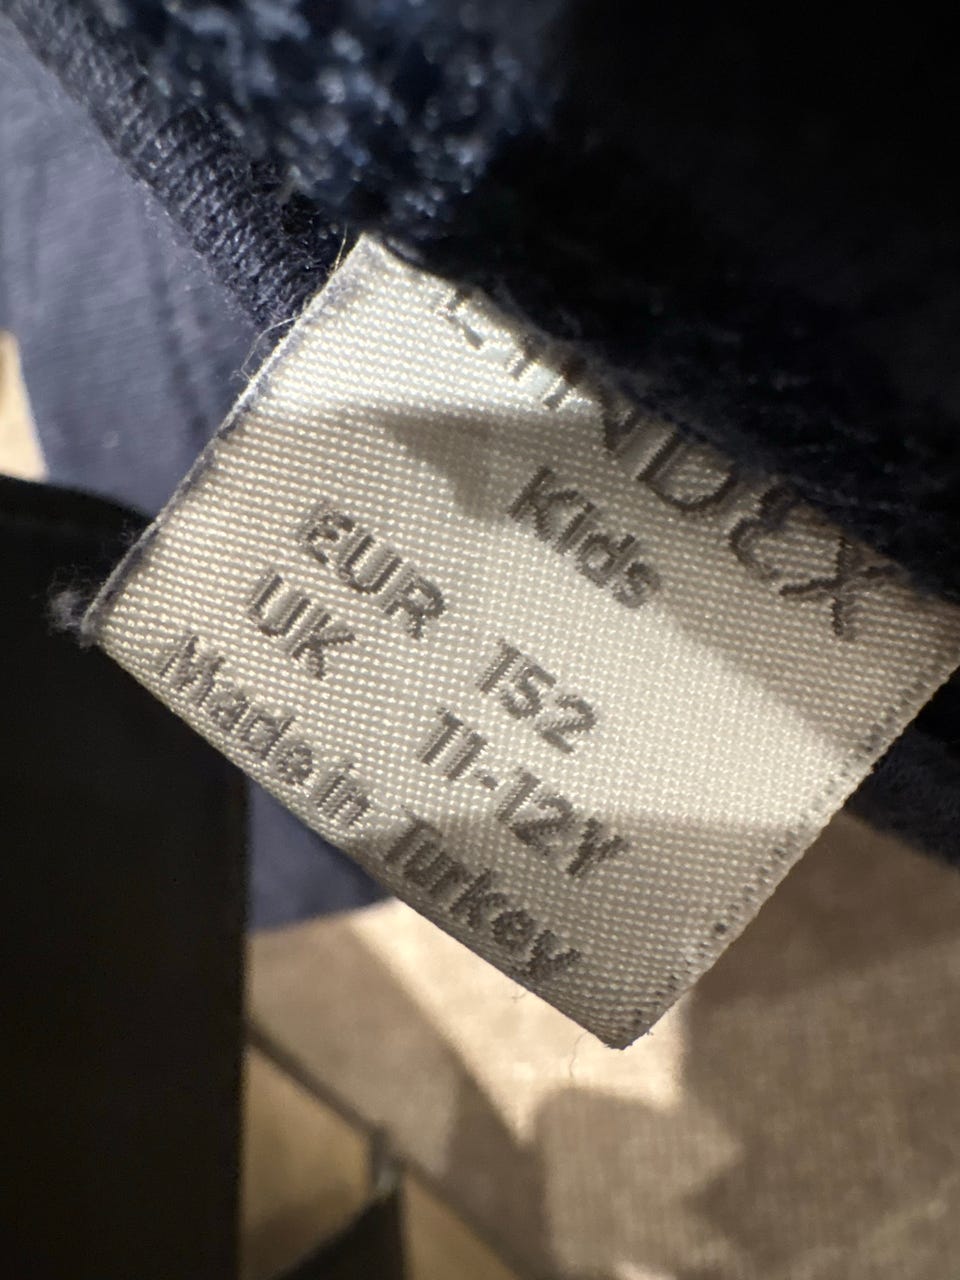 LINDEX
Kids
EUR 152
UK 11-12Y
Made in Turkey